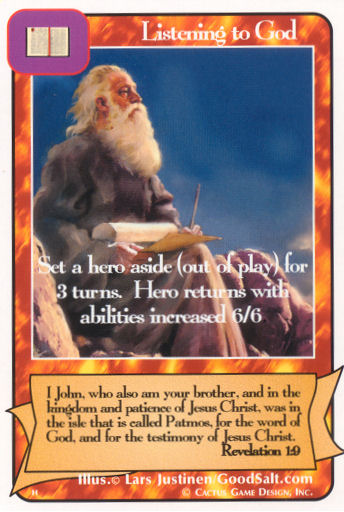 Listening to God
Set a hero aside (out of play) for
3 turns. Hero returns with
abilities increased 6/6
I John, who also am your brother, and in the
kingdom and patience of Jesus Christ, was in
the isle that is called Patmos, for the word of
God, and for the testimony of Jesus Christ.
Revelation 1:9
Illus.© Lars Justinen/GoodSalt.com
© Cactus Game Design, Inc.